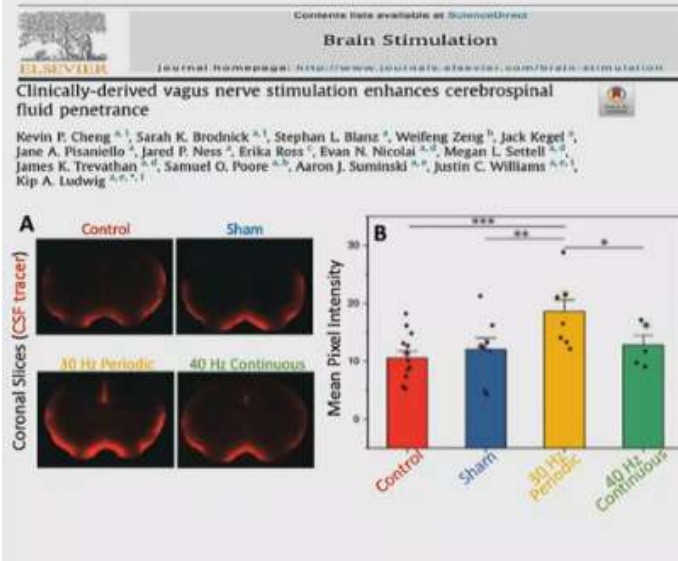 Contents lists available at ScienceDirect
Brain Stimulation
ELSEVIER
journal homepage: http://www.journals.elsevier.com/brain-stimulation
Clinically-derived vagus nerve stimulation enhances cerebrospinal
fluid penetrance
Kevin P. Cheng a, 1, Sarah K. Brodnick a, 1, Stephan L. Blanz a, Weifeng Zeng b, Jack Kegel a,
Jane A. Pisaniello a, Jared P. Ness a, Erika Ross c, Evan N. Nicolai a, d, Megan L. Settell a, d,
James K. Trevathan a, d, Samuel O. Poore a, b, Aaron J. Suminski a, e, Justin C. Williams a, e, 1,
Kip A. Ludwig a, e, *, 1
A
Control
Sham
30 Hz Periodic
40 Hz Continuous
Coronal Slices (CSF tracer)
B
***
**
*
Mean Pixel Intensity
30
20
10
0
Control
Sham
30 Hz
Periodic
40 Hz
Continuous